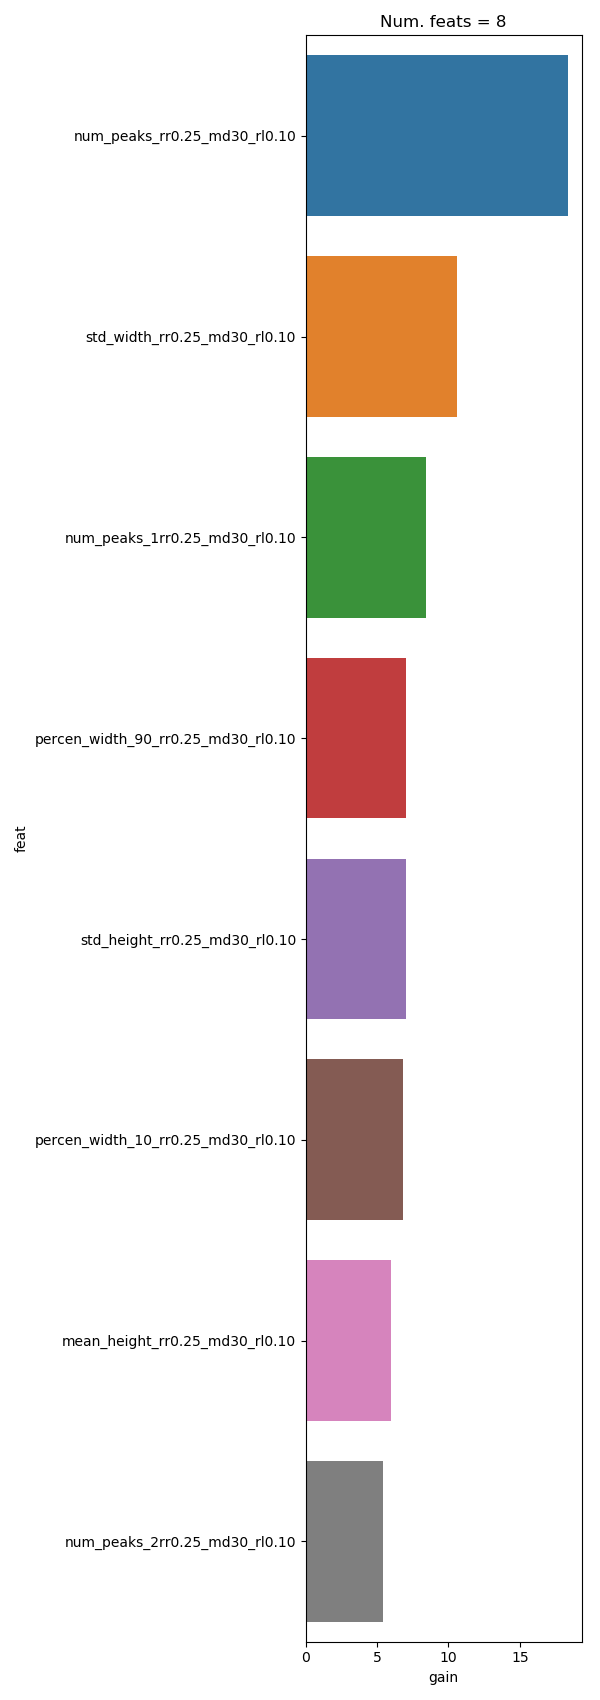 Num. feats = 8
num_peaks_rr0.25_md30_rl0.10
std_width_rr0.25_md30_rl0.10
num_peaks_1rr0.25_md30_rl0.10
percen_width_90_rr0.25_md30_rl0.10
feat
std_height_rr0.25_md30_rl0.10
percen_width_10_rr0.25_md30_rl0.10
mean_height_rr0.25_md30_rl0.10
num_peaks_2rr0.25_md30_rl0.10
0 5 10 15
gain